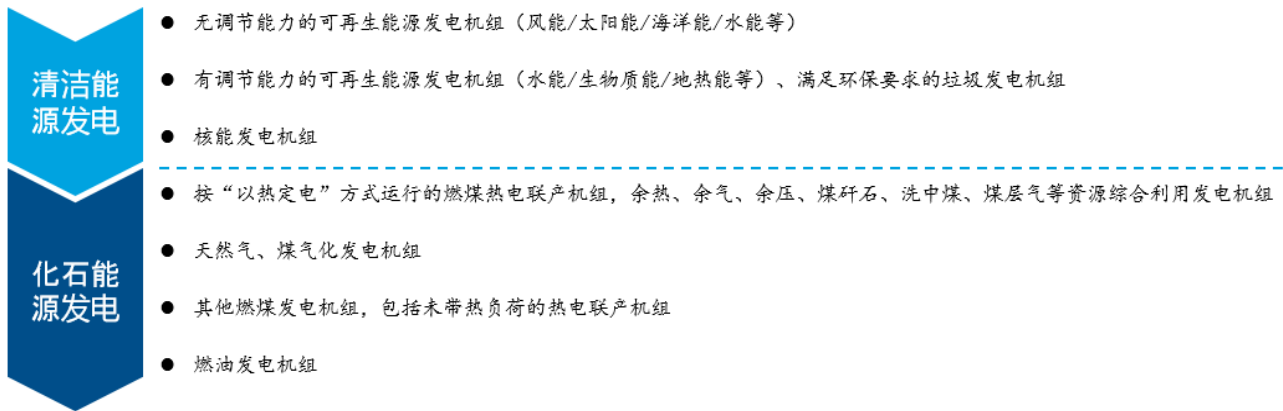 清洁能
源发电
● 无调节能力的可再生能源发电机组（风能/太阳能/海洋能/水能等）
● 有调节能力的可再生能源发电机组（水能/生物质能/地热能等）、满足环保要求的垃圾发电机组
● 核能发电机组
化石能
源发电
● 按“以热定电”方式运行的燃煤热电联产机组，余热、余气、余压、煤矸石、洗中煤、煤层气等资源综合利用发电机组
● 天然气、煤气化发电机组
● 其他燃煤发电机组，包括未带热负荷的热电联产机组
● 燃油发电机组